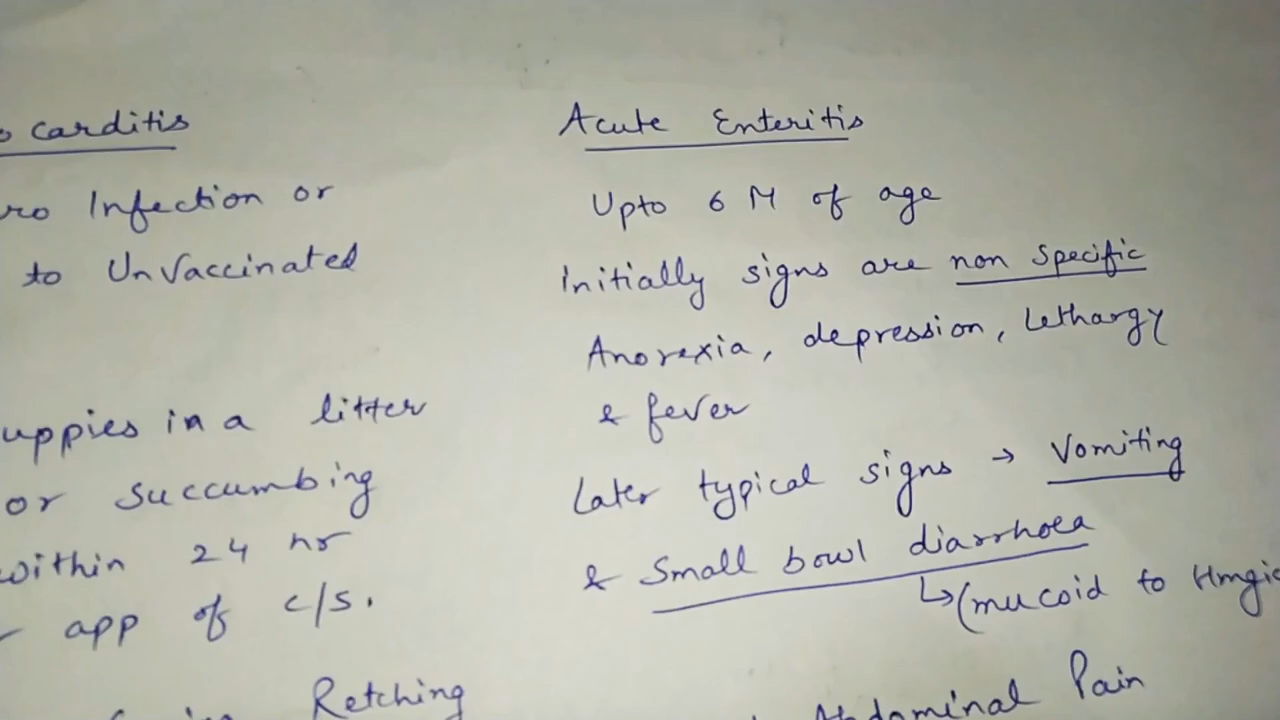 carditis
Infection or
to UnVaccinated
in a litter
or Succumbing
within 24 hr
app of c/s.
Retching
Acute Enteritis
Upto 6 M of age
initially signs are non specific
Anorexia, depression, Lethargy
& fever
Later typical signs → Vomiting
& Small bowl diarrhoea
↳(mucoid to Hmgic
Abdominal Pain